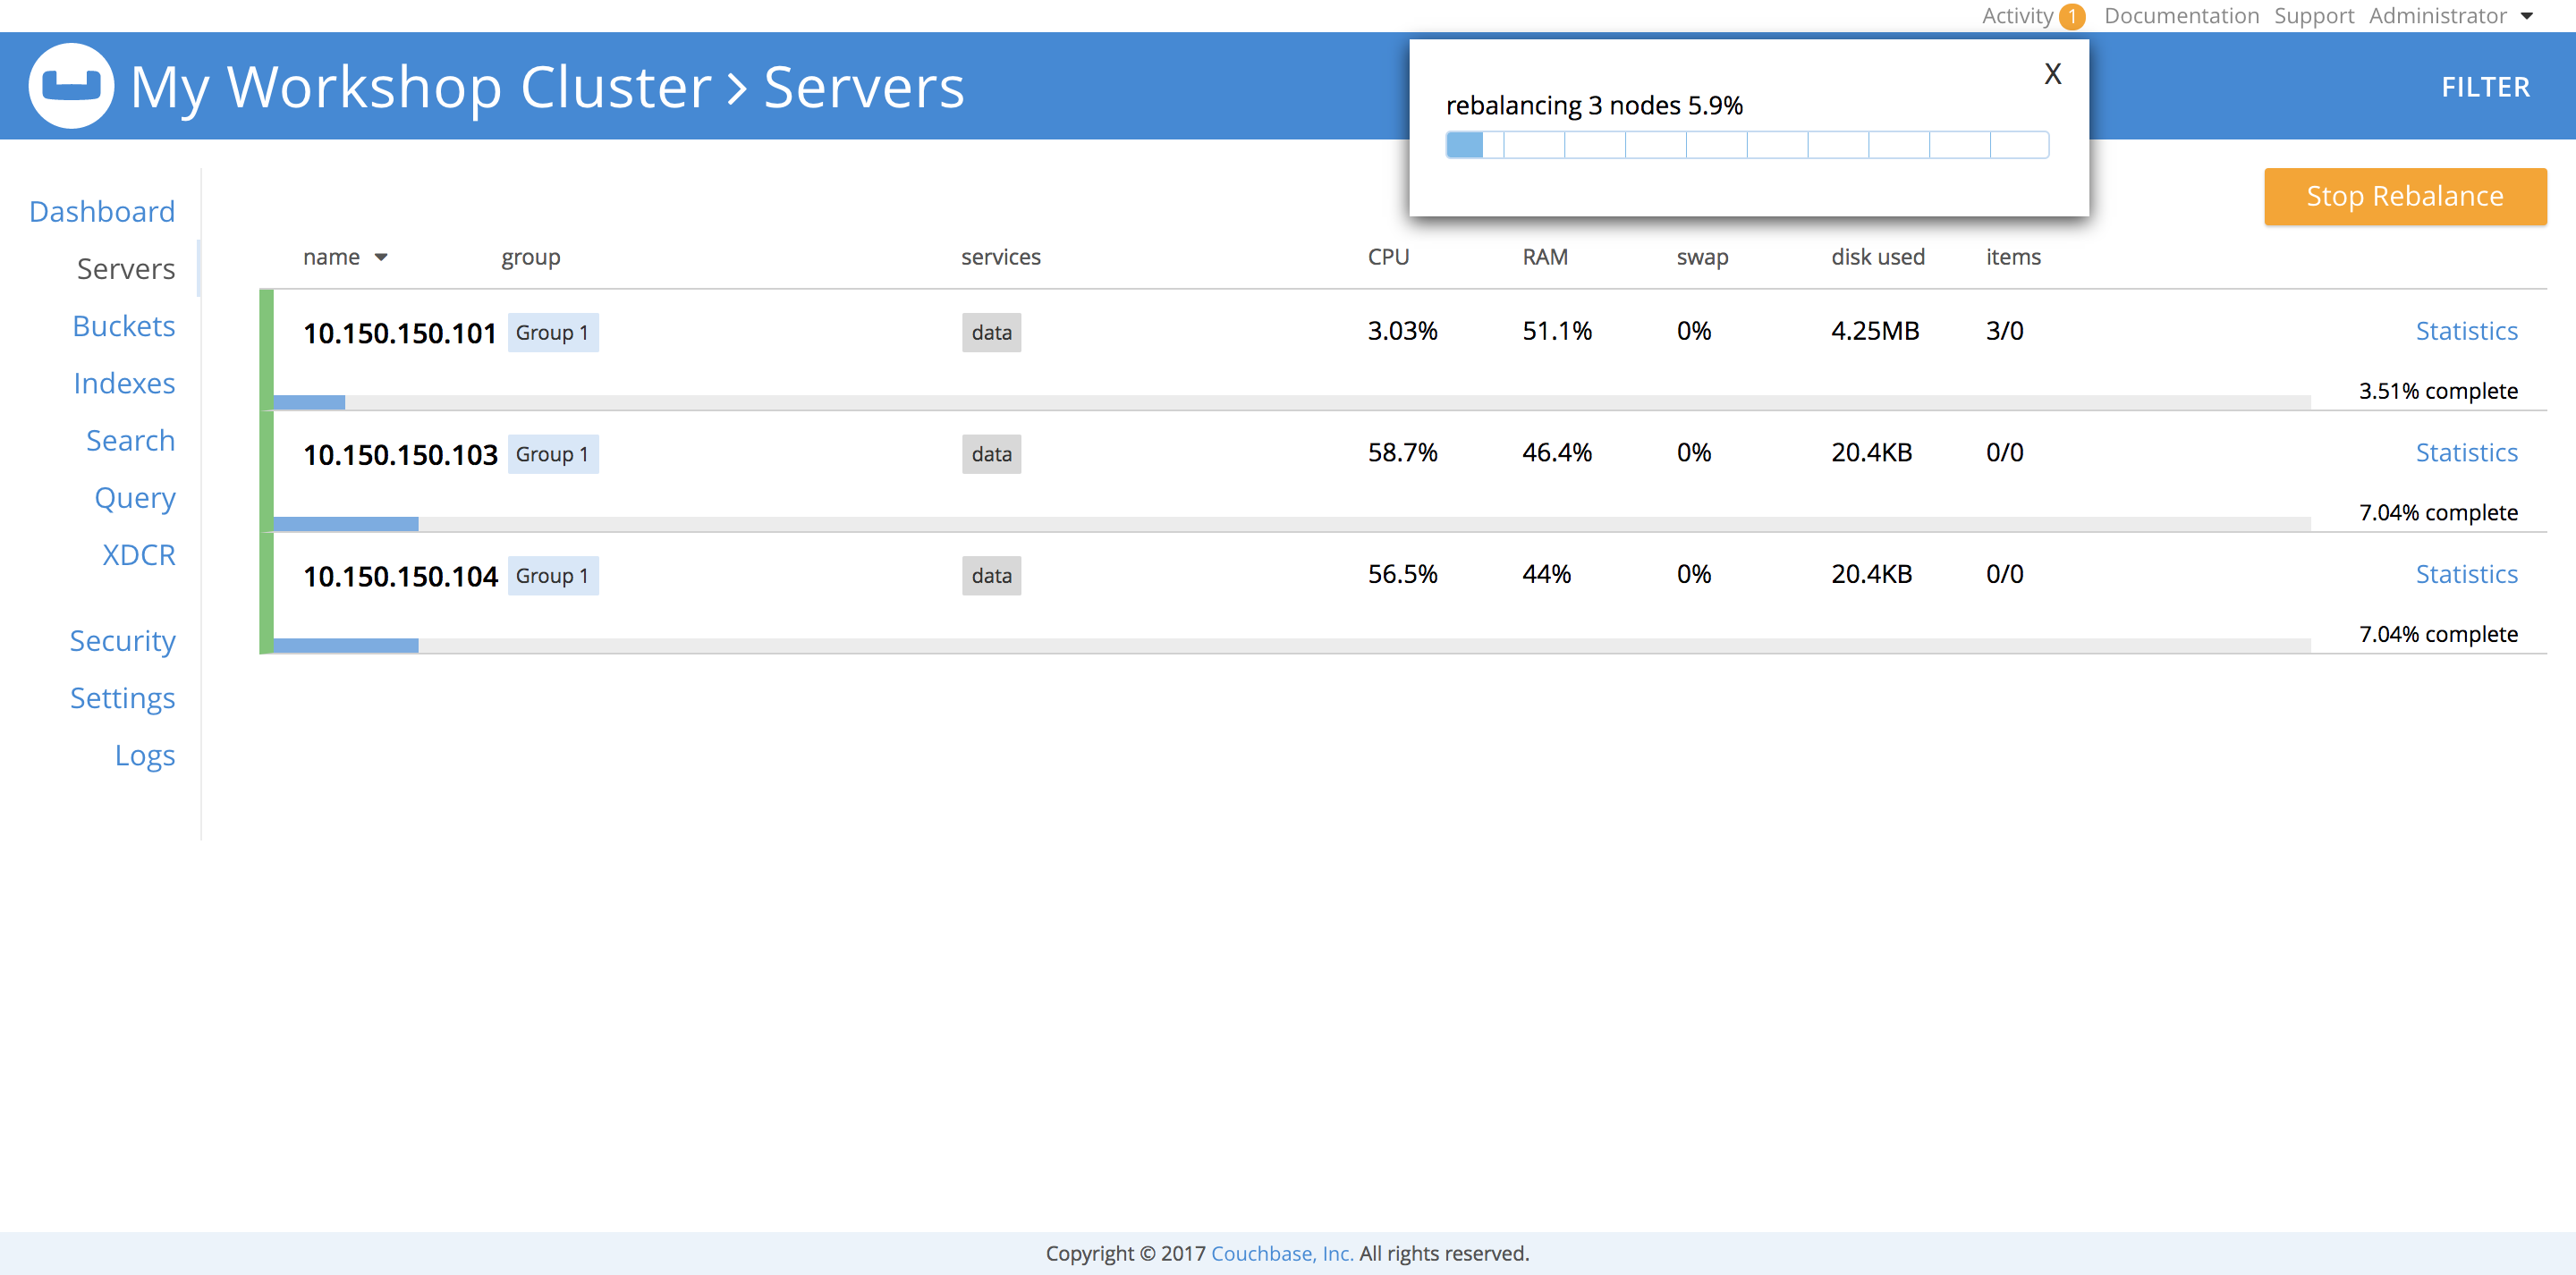 Activity 1 Documentation Support Administrator
My Workshop Cluster > Servers
FILTER
X
rebalancing 3 nodes 5.9%
Stop Rebalance
Dashboard
Servers
Buckets
Indexes
Search
Query
XDCR
Security
Settings
Logs
name group services CPU RAM swap disk used items
10.150.150.101 Group 1 data 3.03% 51.1% 0% 4.25MB 3/0 Statistics
3.51% complete
10.150.150.103 Group 1 data 58.7% 46.4% 0% 20.4KB 0/0 Statistics
7.04% complete
10.150.150.104 Group 1 data 56.5% 44% 0% 20.4KB 0/0 Statistics
7.04% complete
Copyright © 2017 Couchbase, Inc. All rights reserved.